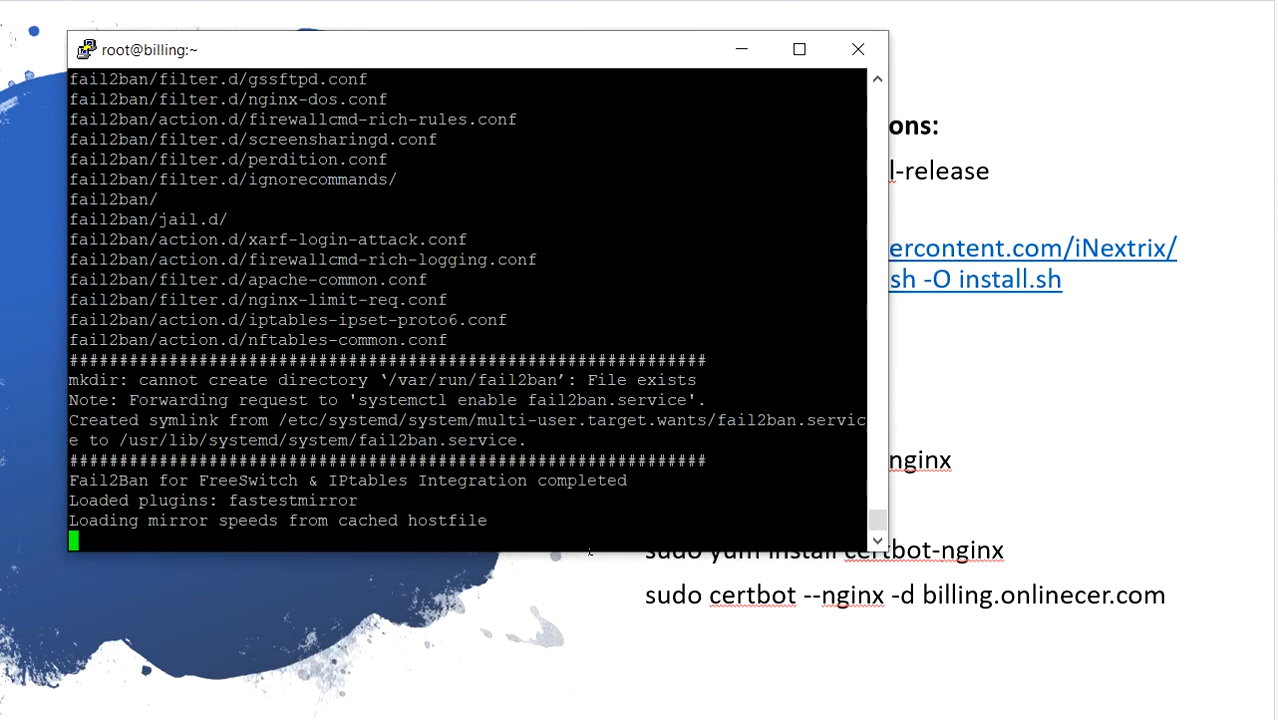 root@billing:~
fail2ban/filter.d/gssftpd.conf
fail2ban/filter.d/nginx-dos.conf
fail2ban/action.d/firewallcmd-rich-rules.conf
fail2ban/filter.d/screensharingd.conf
fail2ban/filter.d/perdition.conf
fail2ban/filter.d/ignorecommands/
fail2ban/
fail2ban/jail.d/
fail2ban/action.d/xarf-login-attack.conf
fail2ban/action.d/firewallcmd-rich-logging.conf
fail2ban/filter.d/apache-common.conf
fail2ban/filter.d/nginx-limit-req.conf
fail2ban/action.d/iptables-ipset-proto6.conf
fail2ban/action.d/nftables-common.conf
################################################################
mkdir: cannot create directory ‘/var/run/fail2ban’: File exists
Note: Forwarding request to 'systemctl enable fail2ban.service'.
Created symlink from /etc/systemd/system/multi-user.target.wants/fail2ban.servic
e to /usr/lib/systemd/system/fail2ban.service.
################################################################
Fail2Ban for FreeSwitch & IPtables Integration completed
Loaded plugins: fastestmirror
Loading mirror speeds from cached hostfile
ons:
l-release
ercontent.com/iNextrix/
sh -O install.sh
nginx
sudo yum install certbot-nginx
sudo certbot --nginx -d billing.onlinecer.com